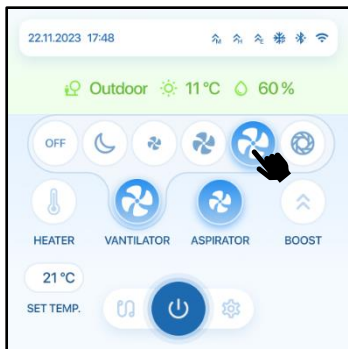 22.11.2023 17:48
Outdoor 11 °C 60 %
OFF
HEATER VANTILATOR ASPIRATOR BOOST
21 °C
SET TEMP.